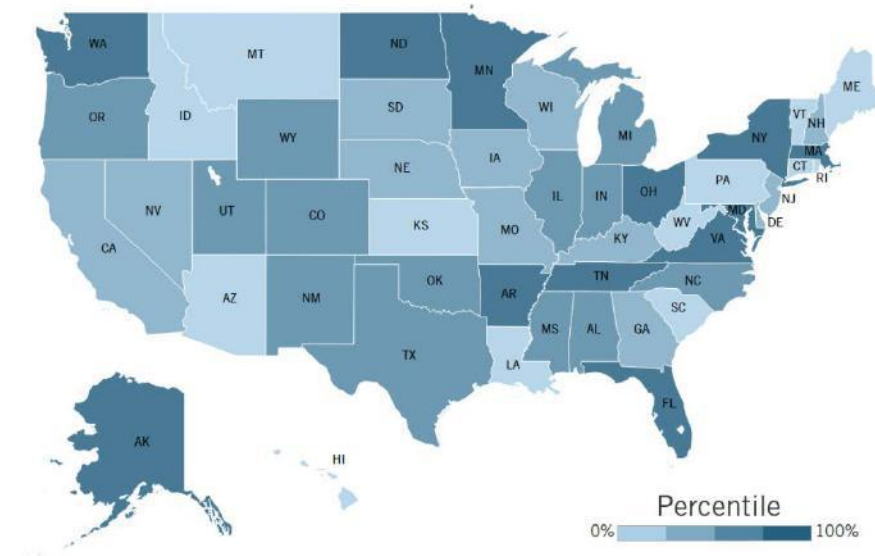 WA
MT
ND
MN
ME
OR
ID
WY
SD
WI
MI
VT
NH
NY
MA
CT
RI
NV
UT
CO
NE
IA
IL
IN
OH
PA
NJ
CA
KS
MO
KY
WV
MD
DE
VA
AZ
NM
OK
AR
TN
NC
SC
TX
LA
MS
AL
GA
FL
AK
HI
Percentile
0% 100%